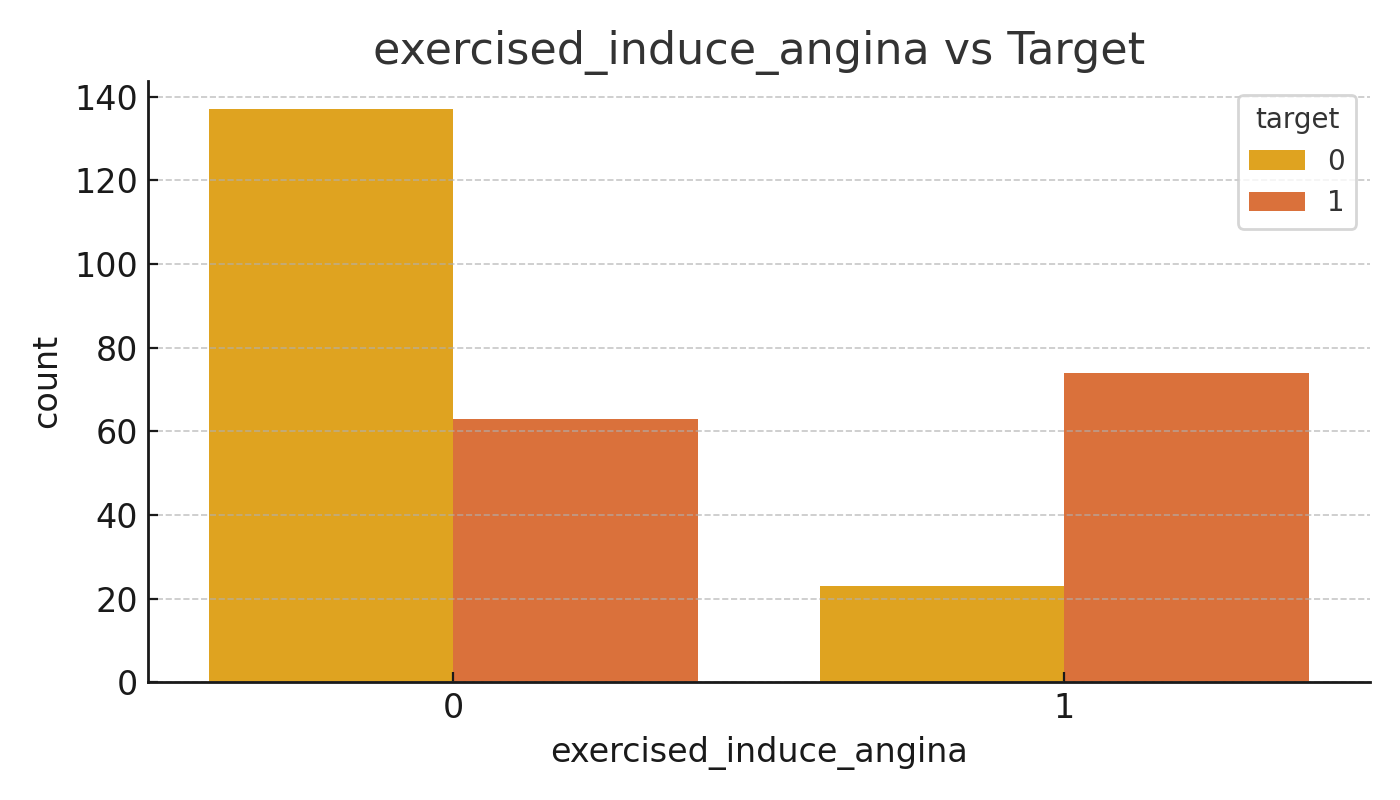 exercised_induce_angina vs Target
target
0
1
140
120
100
80
60
40
20
0
count
0 1
exercised_induce_angina